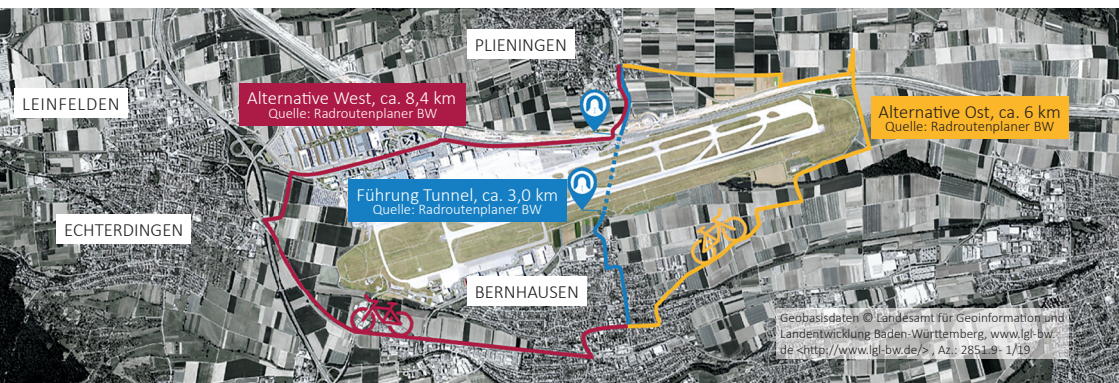 PLIENINGEN
LEINFELDEN
Alternative West, ca. 8,4 km
Quelle: Radroutenplaner BW
Alternative Ost, ca. 6 km
Quelle: Radroutenplaner BW
Führung Tunnel, ca. 3,0 km
Quelle: Radroutenplaner BW
ECHTERDINGEN
BERNHAUSEN
Geobasisdaten © Landesamt für Geoinformation und
Landentwicklung Baden-Württemberg, www.lgl-bw.
de <http://www.lgl-bw.de/> , Az.: 2851.9- 1/19